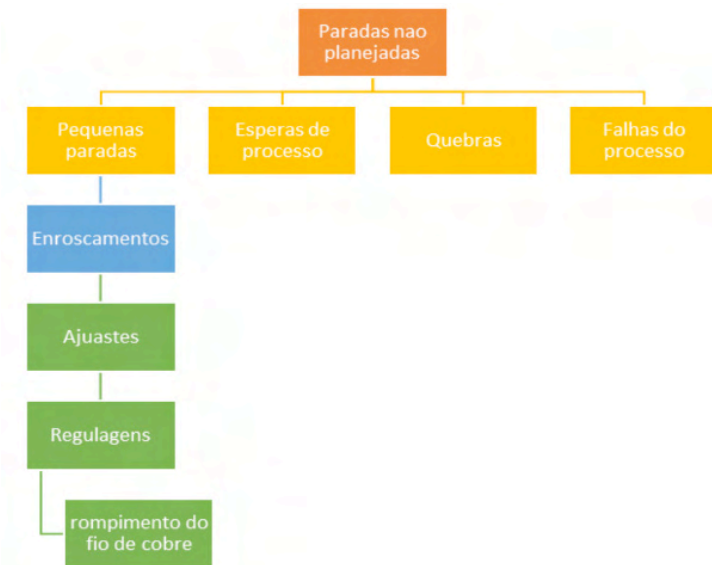 Paradas nao
planejadas
Pequenas
paradas
Esperas de
processo
Quebras
Falhas do
processo
Enroscamentos
Ajuastes
Regulagens
rompimento do
fio de cobre